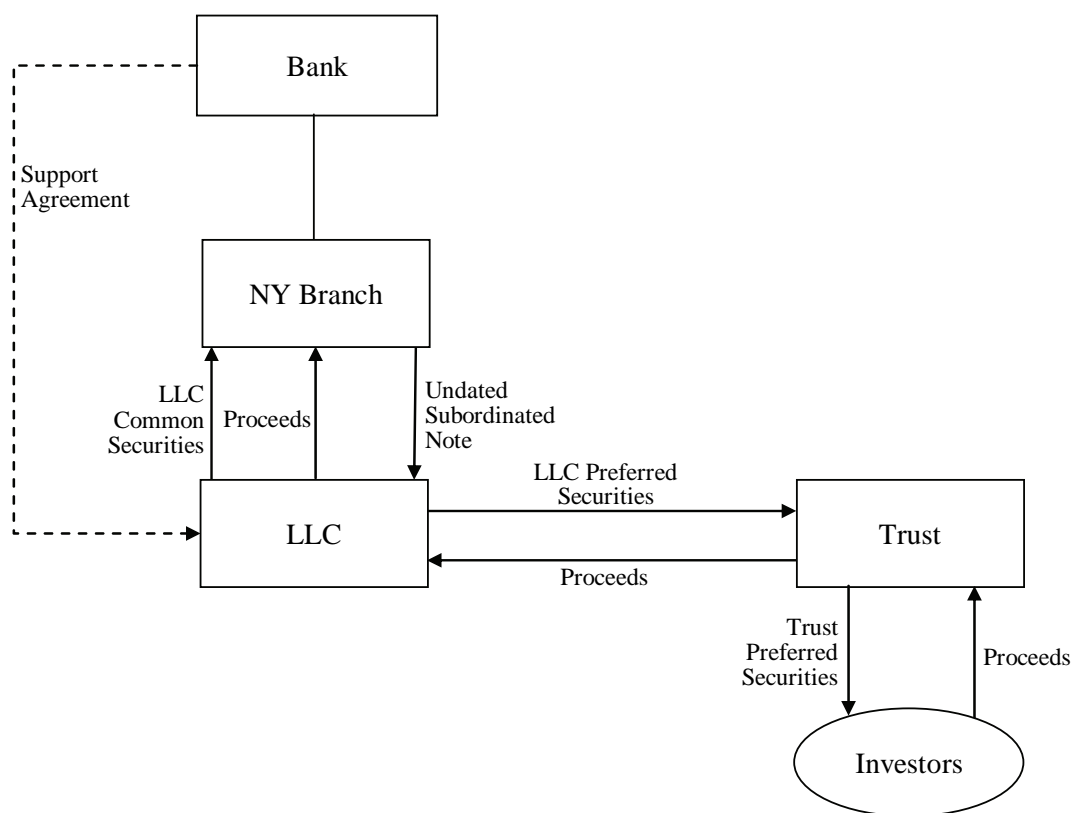 Bank
Support
Agreement
NY Branch
LLC
Common
Securities
Proceeds
Undated
Subordinated
Note
LLC Preferred
Securities
LLC
Trust
Proceeds
Trust
Preferred
Securities
Proceeds
Investors